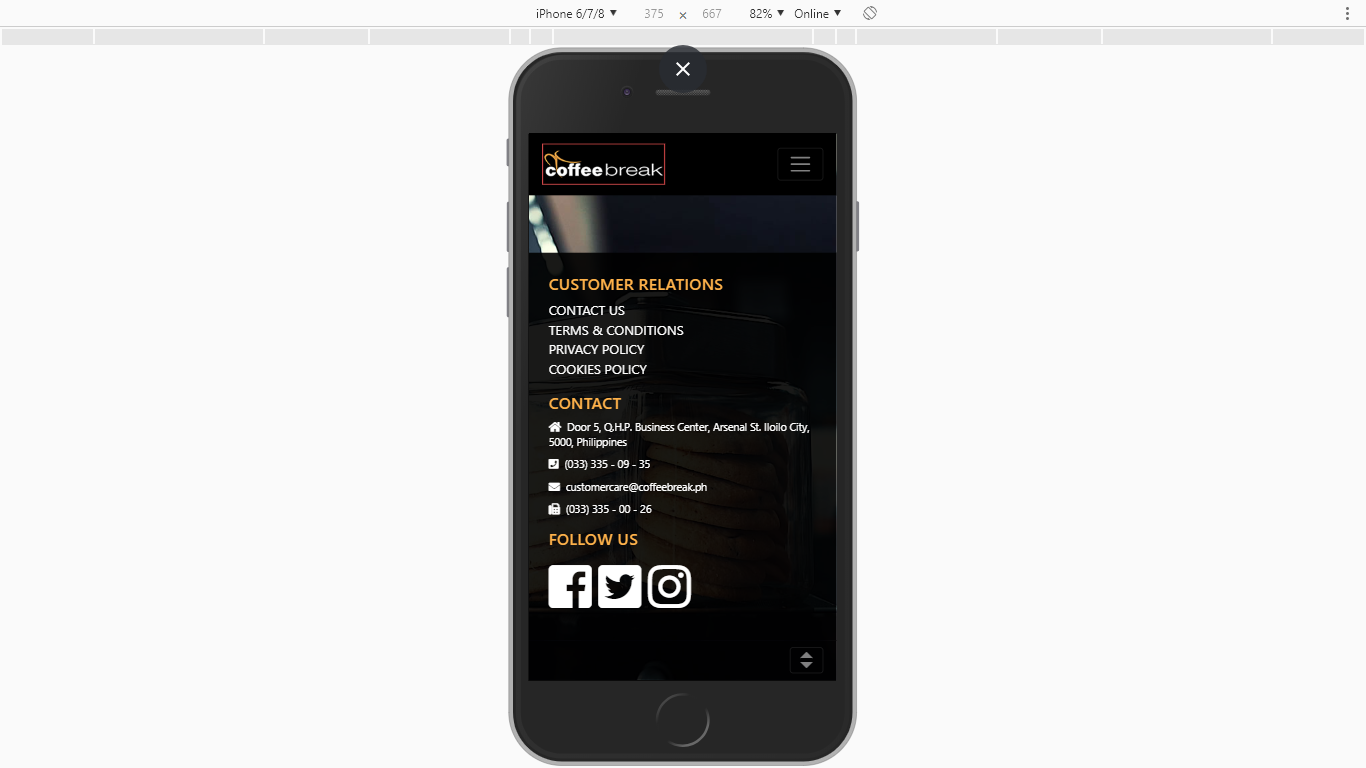 iPhone 6/7/8 ▼ 375 × 667 82% ▼ Online ▼
coffeebreak
CUSTOMER RELATIONS
CONTACT US
TERMS & CONDITIONS
PRIVACY POLICY
COOKIES POLICY
CONTACT
Door 5, Q.H.P. Business Center, Arsenal St. Iloilo City,
5000, Philippines
(033) 335 - 09 - 35
customercare@coffeebreak.ph
(033) 335 - 00 - 26
FOLLOW US